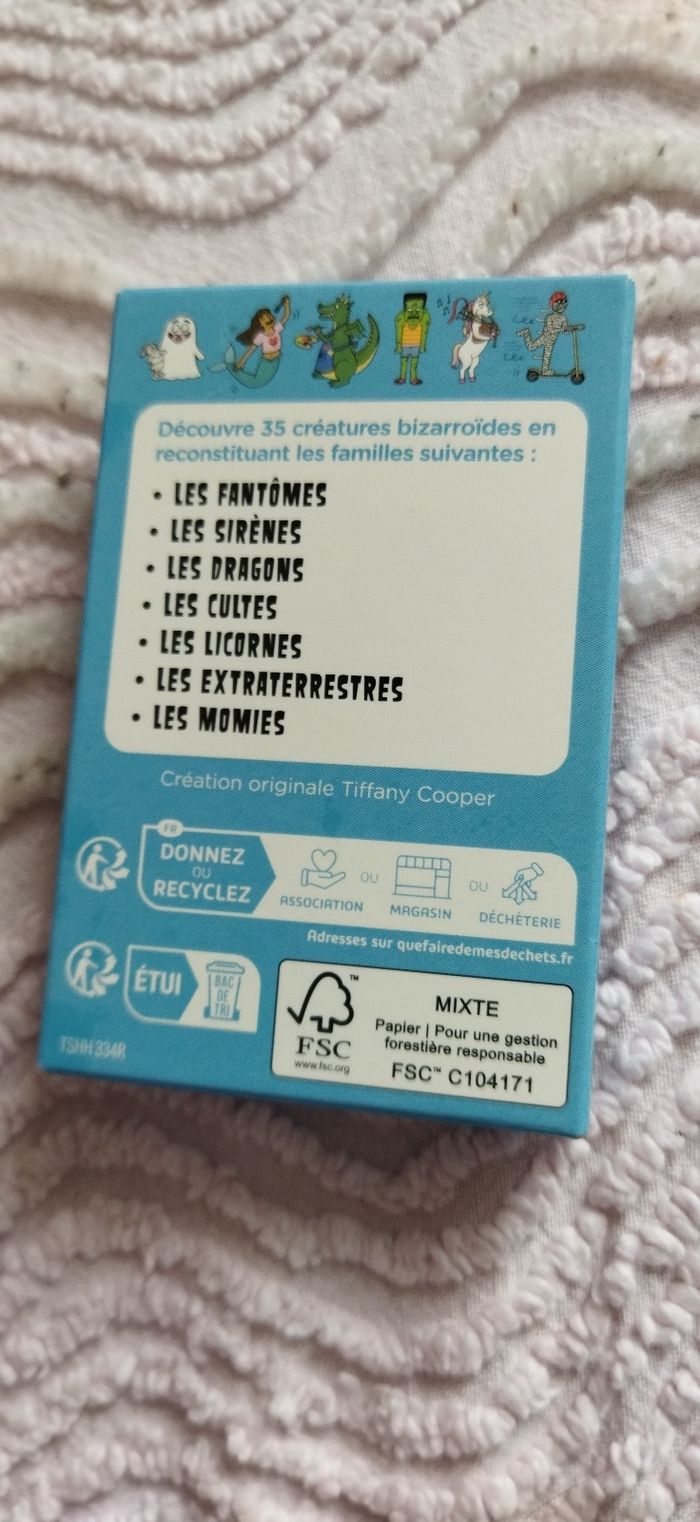 Découvre 35 créatures bizarroïdes en
reconstituant les familles suivantes :
• LES FANTÔMES
• LES SIRÈNES
• LES DRAGONS
• LES CULTES
• LES LICORNES
• LES EXTRATERRESTRES
• LES MOMIES
Création originale Tiffany Cooper
FR
DONNEZ
OU
RECYCLEZ
ASSOCIATION
OU
MAGASIN
OU
DÉCHÈTERIE
Adresses sur quefairedemesdechets.fr
ÉTUI
BAC
DE
TRI
TSHH 334R
FSC
www.fsc.org
MIXTE
Papier | Pour une gestion
forestière responsable
FSC™ C104171